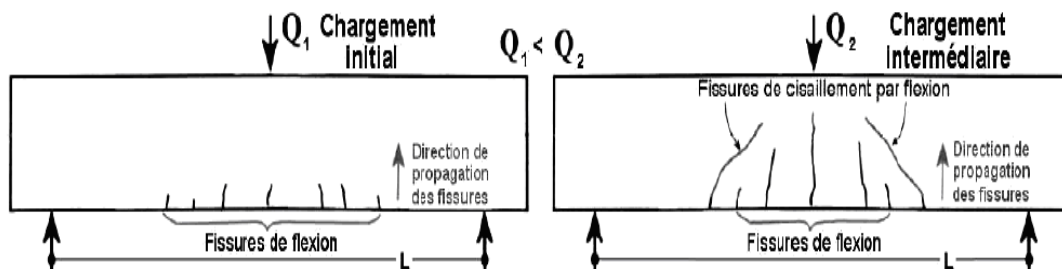 Q1 Chargement
initial
Direction de
propagation
des fissures
Fissures de flexion
L
Q1 < Q2
Q2 Chargement
intermédiaire
Fissures de cisaillement par flexion
Direction de
propagation
des fissures
Fissures de flexion
L